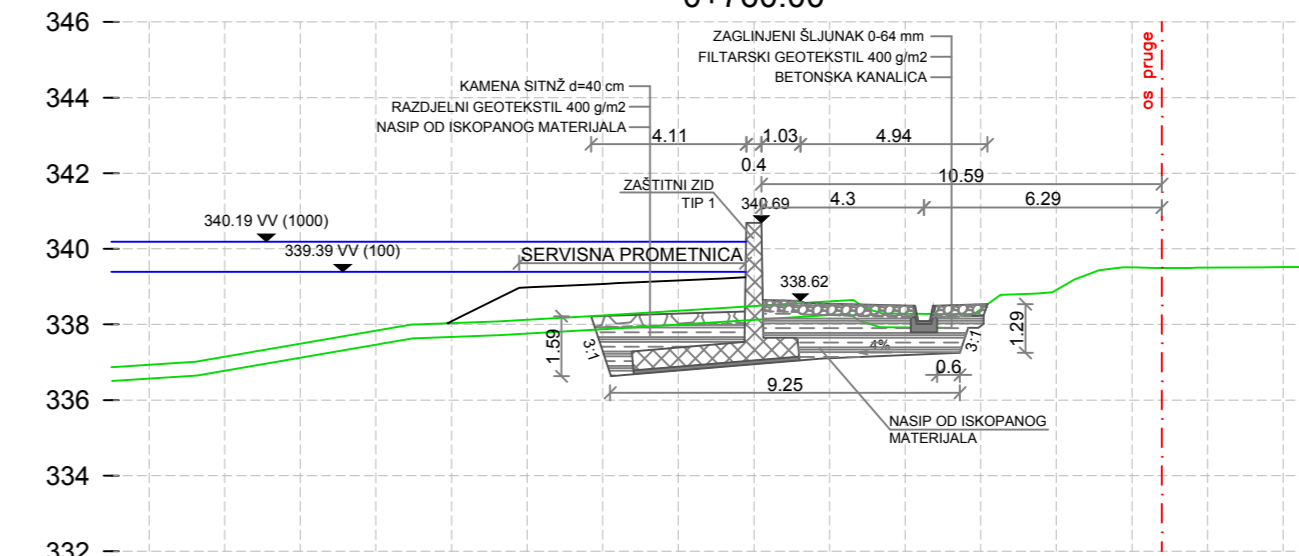 346
344
342
340
338
336
334
332
ZAGLINJENI ŠLJUNAK 0-64 mm
FILTARSKI GEOTEKSTIL 400 g/m2
BETONSKA KANALICA
KAMENA SITNŽ d=40 cm
RAZDJELNI GEOTEKSTIL 400 g/m2
NASIP OD ISKOPANOG MATERIJALA
os pruge
4.11
1.03
4.94
0.4
10.59
ZAŠTITNI ZID
TIP 1
340.69
4.3
6.29
340.19 VV (1000)
339.39 VV (100)
SERVISNA PROMETNICA
338.62
1.59
3:1
4%
3:1
1.29
0.6
9.25
NASIP OD ISKOPANOG
MATERIJALA